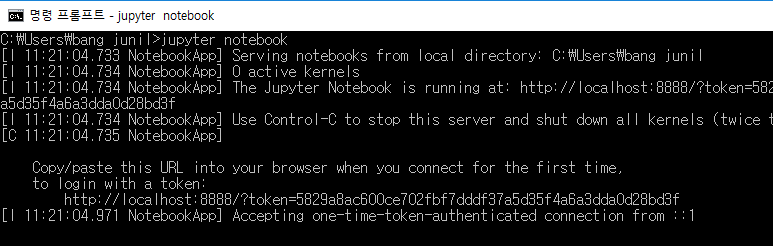 명령 프롬프트 - jupyter notebook
C:₩Users₩bang junil>jupyter notebook
[I 11:21:04.733 NotebookApp] Serving notebooks from local directory: C:₩Users₩bang junil
[I 11:21:04.734 NotebookApp] 0 active kernels
[I 11:21:04.734 NotebookApp] The Jupyter Notebook is running at: http://localhost:8888/?token=582
a5d35f4a6a3dda0d28bd3f
[I 11:21:04.734 NotebookApp] Use Control-C to stop this server and shut down all kernels (twice t
[C 11:21:04.735 NotebookApp]
Copy/paste this URL into your browser when you connect for the first time,
to login with a token:
http://localhost:8888/?token=5829a8ac600ce702fbf7dddf37a5d35f4a6a3dda0d28bd3f
[I 11:21:04.971 NotebookApp] Accepting one-time-token-authenticated connection from ::1